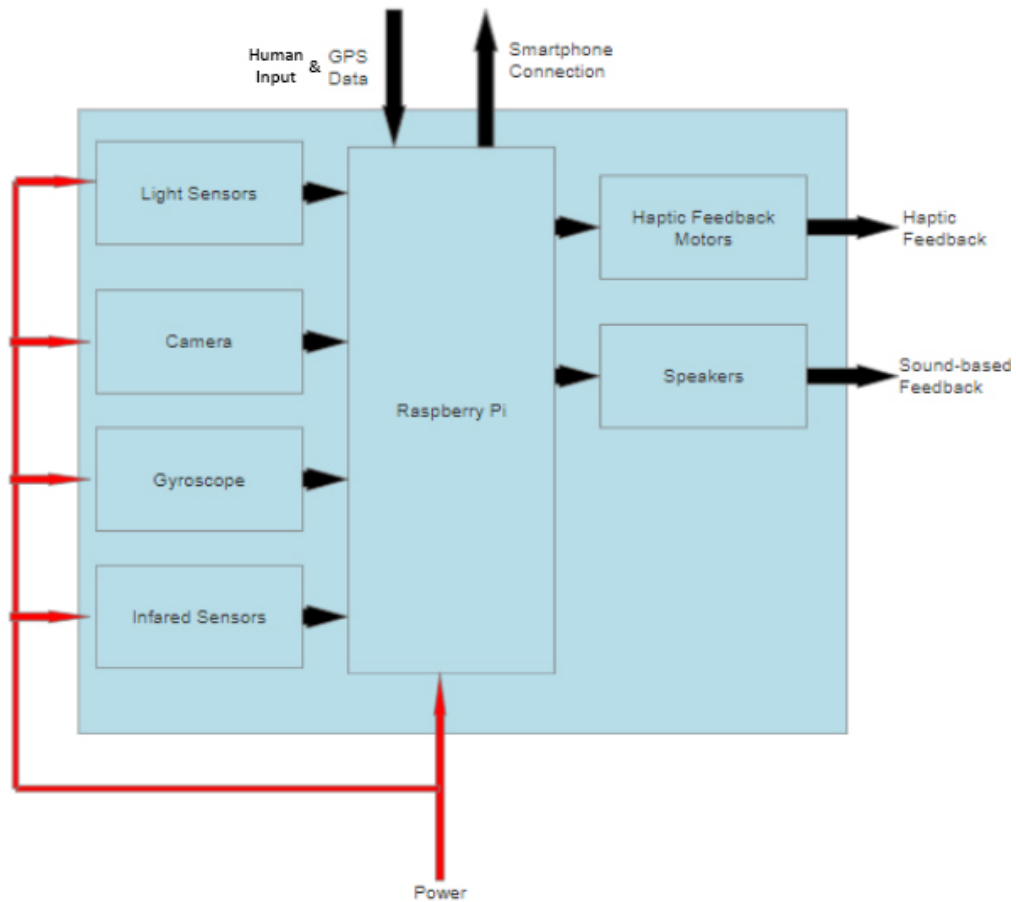 Human & GPS
Input Data
Smartphone
Connection
Light Sensors
Haptic Feedback
Motors
Haptic
Feedback
Camera
Speakers
Sound-based
Feedback
Raspberry Pi
Gyroscope
Infared Sensors
Power